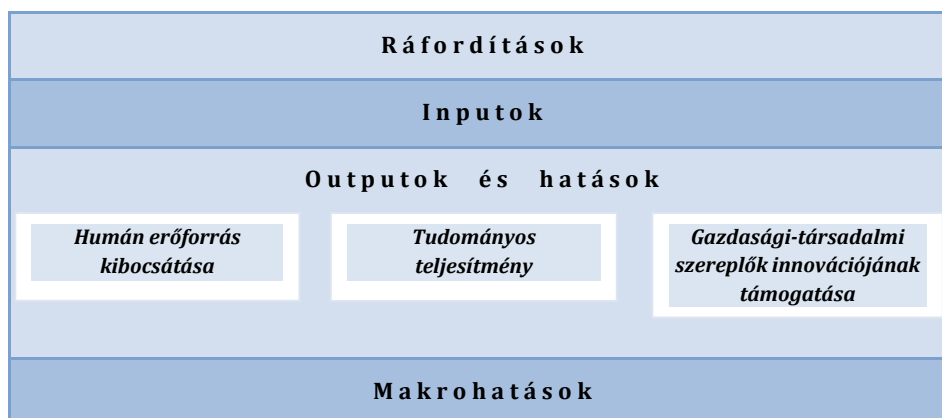 Ráfordítások
Inputok
Outputok és hatások
Humán erőforrás
kibocsátása
Tudományos
teljesítmény
Gazdasági-társadalmi
szereplők innovációjának
támogatása
Makrohatások